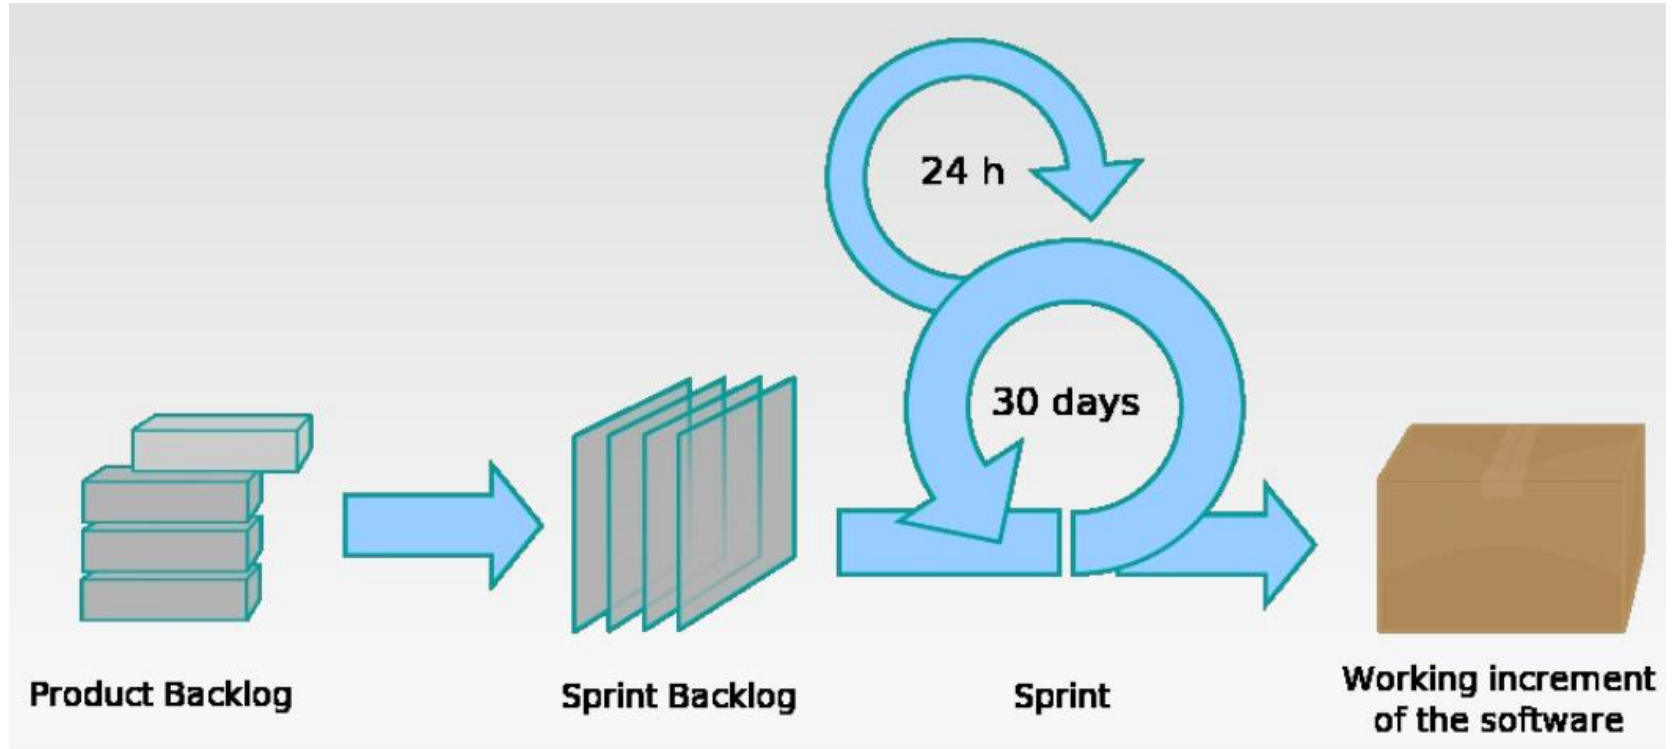 24 h
30 days
Product Backlog
Sprint Backlog
Sprint
Working increment
of the software